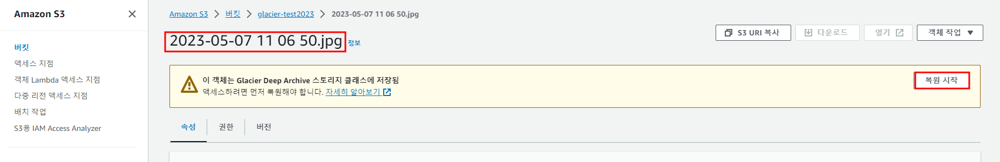 Amazon S3
버킷
액세스 지점
객체 Lambda 액세스 지점
다중 리전 액세스 지점
배치 작업
S3용 IAM Access Analyzer
Amazon S3 버킷 glacier-test2023 2023-05-07 11 06 50.jpg
2023-05-07 11 06 50.jpg 정보
S3 URI 복사 다운로드 열기 객체 작업
이 객체는 Glacier Deep Archive 스토리지 클래스에 저장됨
액세스하려면 먼저 복원해야 합니다. 자세히 알아보기
복원 시작
속성 권한 버전